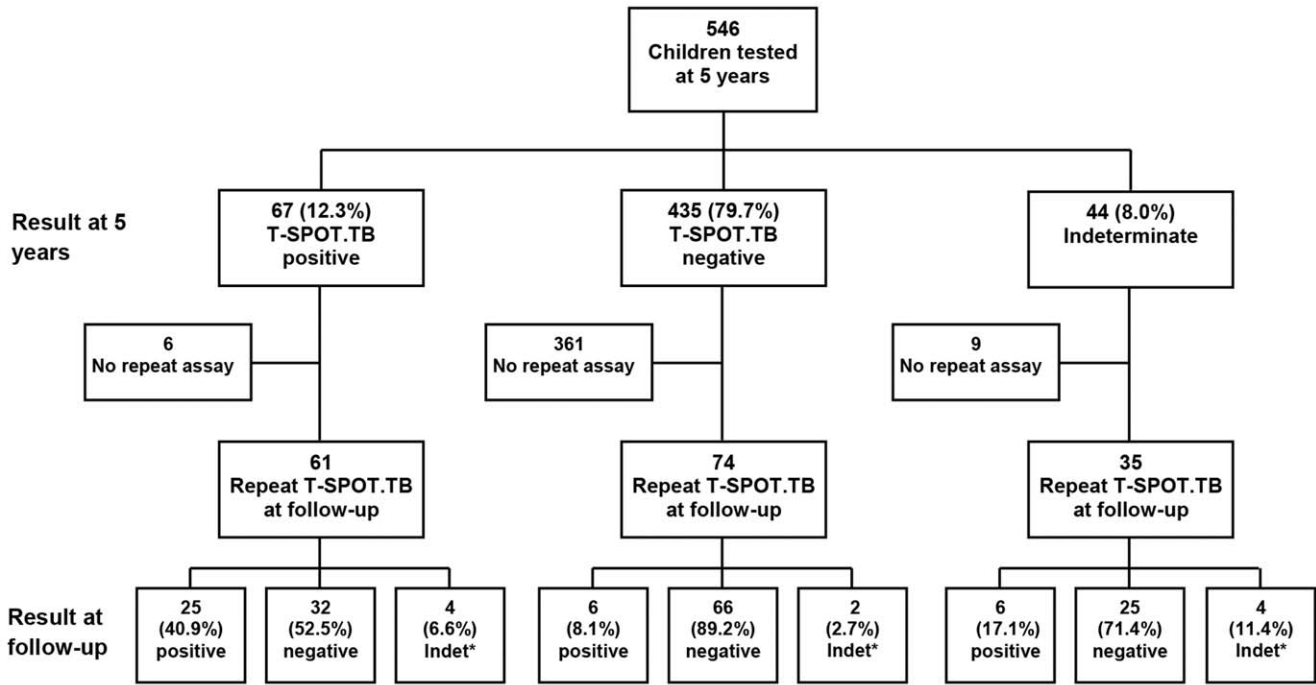 546
Children tested
at 5 years
Result at 5
years
67 (12.3%)
T-SPOT.TB
positive
435 (79.7%)
T-SPOT.TB
negative
44 (8.0%)
Indeterminate
6
No repeat assay
361
No repeat assay
9
No repeat assay
61
Repeat T-SPOT.TB
at follow-up
74
Repeat T-SPOT.TB
at follow-up
35
Repeat T-SPOT.TB
at follow-up
Result at
follow-up
25
(40.9%)
positive
32
(52.5%)
negative
4
(6.6%)
Indet*
6
(8.1%)
positive
66
(89.2%)
negative
2
(2.7%)
Indet*
6
(17.1%)
positive
25
(71.4%)
negative
4
(11.4%)
Indet*